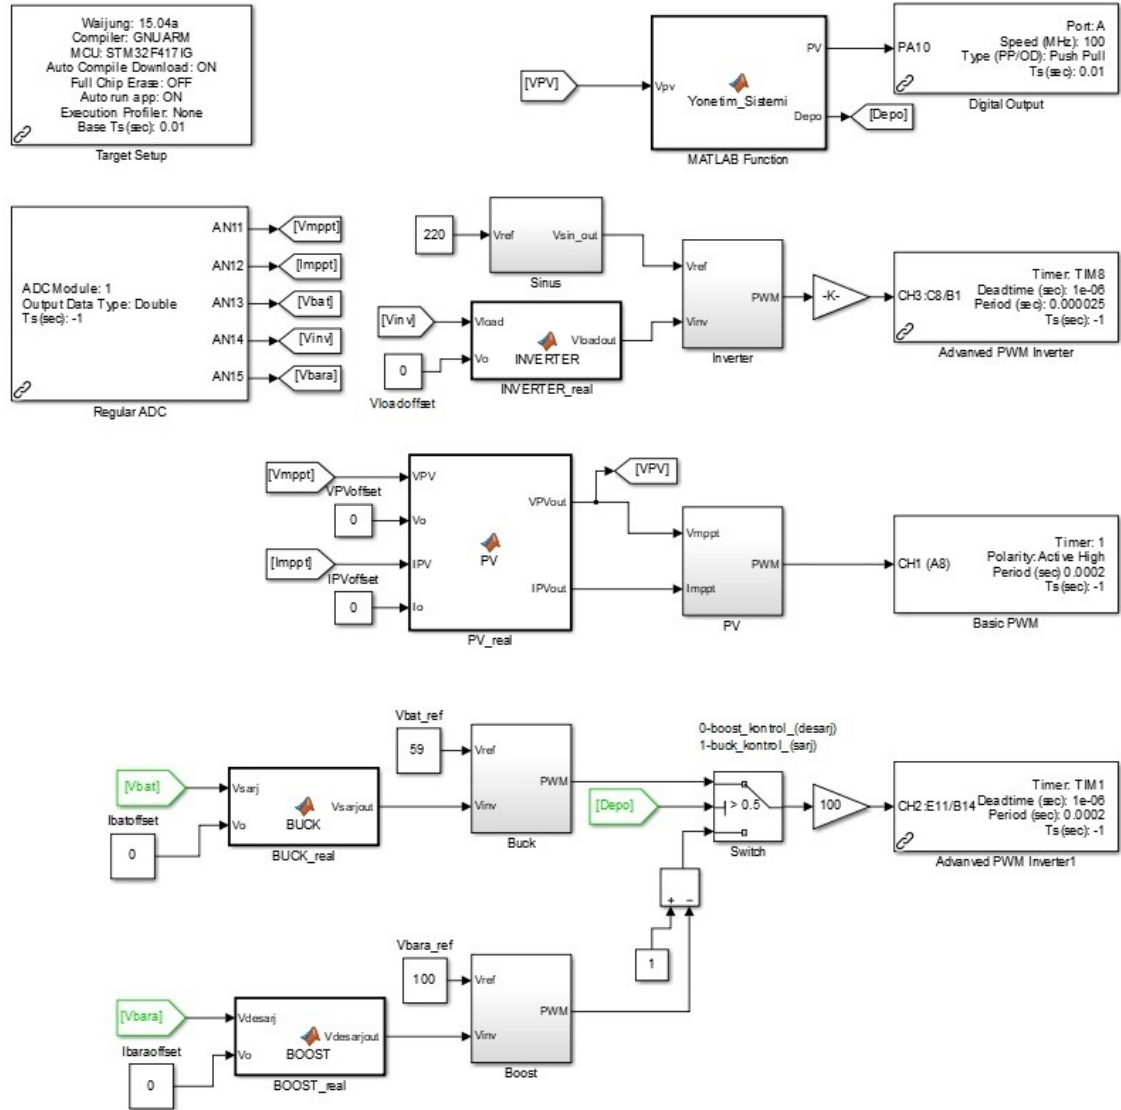 Waijung: 15.04a
Compiler: GNUARM
MCU: STM32F417IG
Auto Compile Download: ON
Full Chip Erase: OFF
Auto run app: ON
Execution Profiler: None
Base Ts (sec): 0.01
Target Setup
[VPV]
Vpv
Yonetim_Sistemi
PV
Depo
MATLAB Function
[Depo]
PA10
Port: A
Speed (MHz): 100
Type (PP/OD): Push Pull
Ts(sec): 0.01
Digital Output
ADC Module: 1
Output Data Type: Double
Ts(sec): -1
AN11
AN12
AN13
AN14
AN15
[Vmppt]
[Imppt]
[Vbat]
[Vinv]
[Vbara]
Regular ADC
220
Vref
Vsin_out
Sinus
[Vinv]
0
Vloadoffset
Vload
Vo
INVERTER
Vloadout
INVERTER_real
Vref
Vinv
PWM
Inverter
-K-
CH3:C8/B1
Timer: TIM8
Deadtime (sec): 1e-06
Period (sec): 0.000025
Ts(sec): -1
Advanved PWM Inverter
[Vmppt]
VPVoffset
0
[Imppt]
IPVoffset
0
VPV
Vo
IPV
Io
PV
VPVout
IPVout
PV_real
[VPV]
Vmppt
Imppt
PWM
PV
CH1 (A8)
Timer: 1
Polarity: Active High
Period (sec) 0.0002
Ts(sec): -1
Basic PWM
Vbat_ref
59
[Vbat]
Ibatoffset
0
Vsarj
Vo
BUCK
Vsarjout
BUCK_real
Vref
Vinv
PWM
Buck
0-boost_kontrol_(desarj)
1-buck_kontrol_(sarj)
[Depo]
> 0.5
Switch
100
CH2:E11/B14
Timer: TIM1
Deadtime (sec): 1e-06
Period (sec): 0.0002
Ts(sec): -1
Advanved PWM Inverter1
+ −
1
Vbara_ref
100
[Vbara]
Ibaraoffset
0
Vdesarj
Vo
BOOST
Vdesarjout
BOOST_real
Vref
Vinv
PWM
Boost